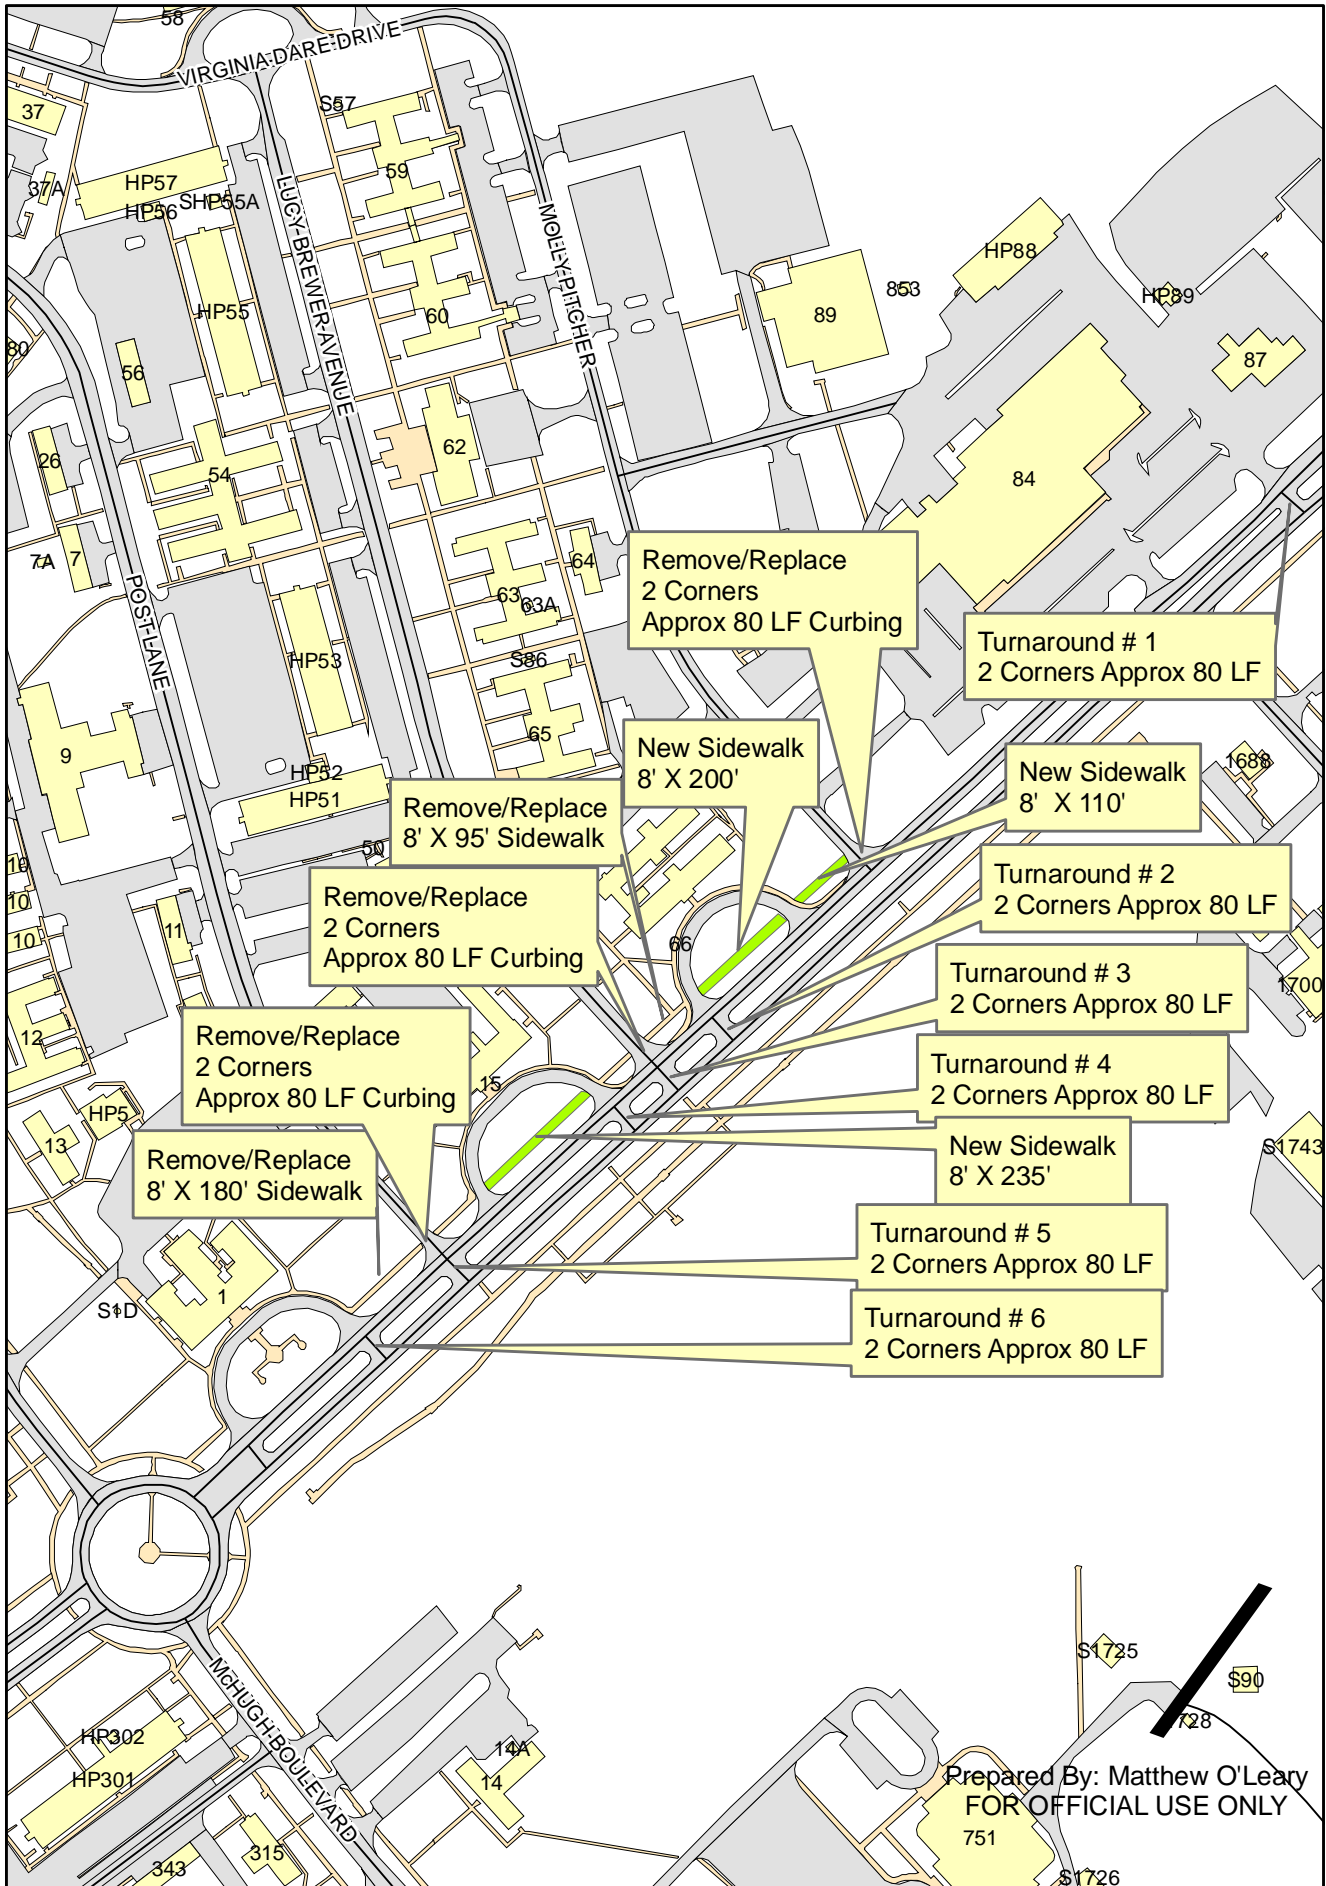 58
VIRGINIA DARE DRIVE
37
S57
HP57
37A
SHP55A
HP56
59
LUCY BREWER AVENUE
MOLLY PITCHER
HP88
853
HP89
HP55
60
89
80
56
87
62
26
54
84
7A
7
64
63
63A
POST LANE
HP53
S86
65
9
HP52
HP51
50
1688
Remove/Replace
2 Corners
Approx 80 LF Curbing
Turnaround # 1
2 Corners Approx 80 LF
New Sidewalk
8' X 200'
New Sidewalk
8' X 110'
Remove/Replace
8' X 95' Sidewalk
Turnaround # 2
2 Corners Approx 80 LF
Remove/Replace
2 Corners
Approx 80 LF Curbing
10
10
10
11
66
Turnaround # 3
2 Corners Approx 80 LF
1700
12
Remove/Replace
2 Corners
Approx 80 LF Curbing
Turnaround # 4
2 Corners Approx 80 LF
15
HP5
13
New Sidewalk
8' X 235'
S1743
Remove/Replace
8' X 180' Sidewalk
Turnaround # 5
2 Corners Approx 80 LF
1
S1D
Turnaround # 6
2 Corners Approx 80 LF
McHUGH BOULEVARD
S1725
S90
HP302
HP301
14A
14
Prepared By: Matthew O'Leary
FOR OFFICIAL USE ONLY
751
315
343
S1726